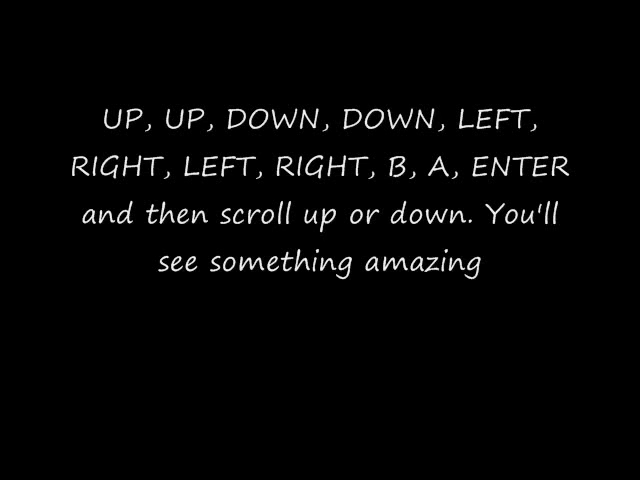 UP, UP, DOWN, DOWN, LEFT,
RIGHT, LEFT, RIGHT, B, A, ENTER
and then scroll up or down. You'll
see something amazing